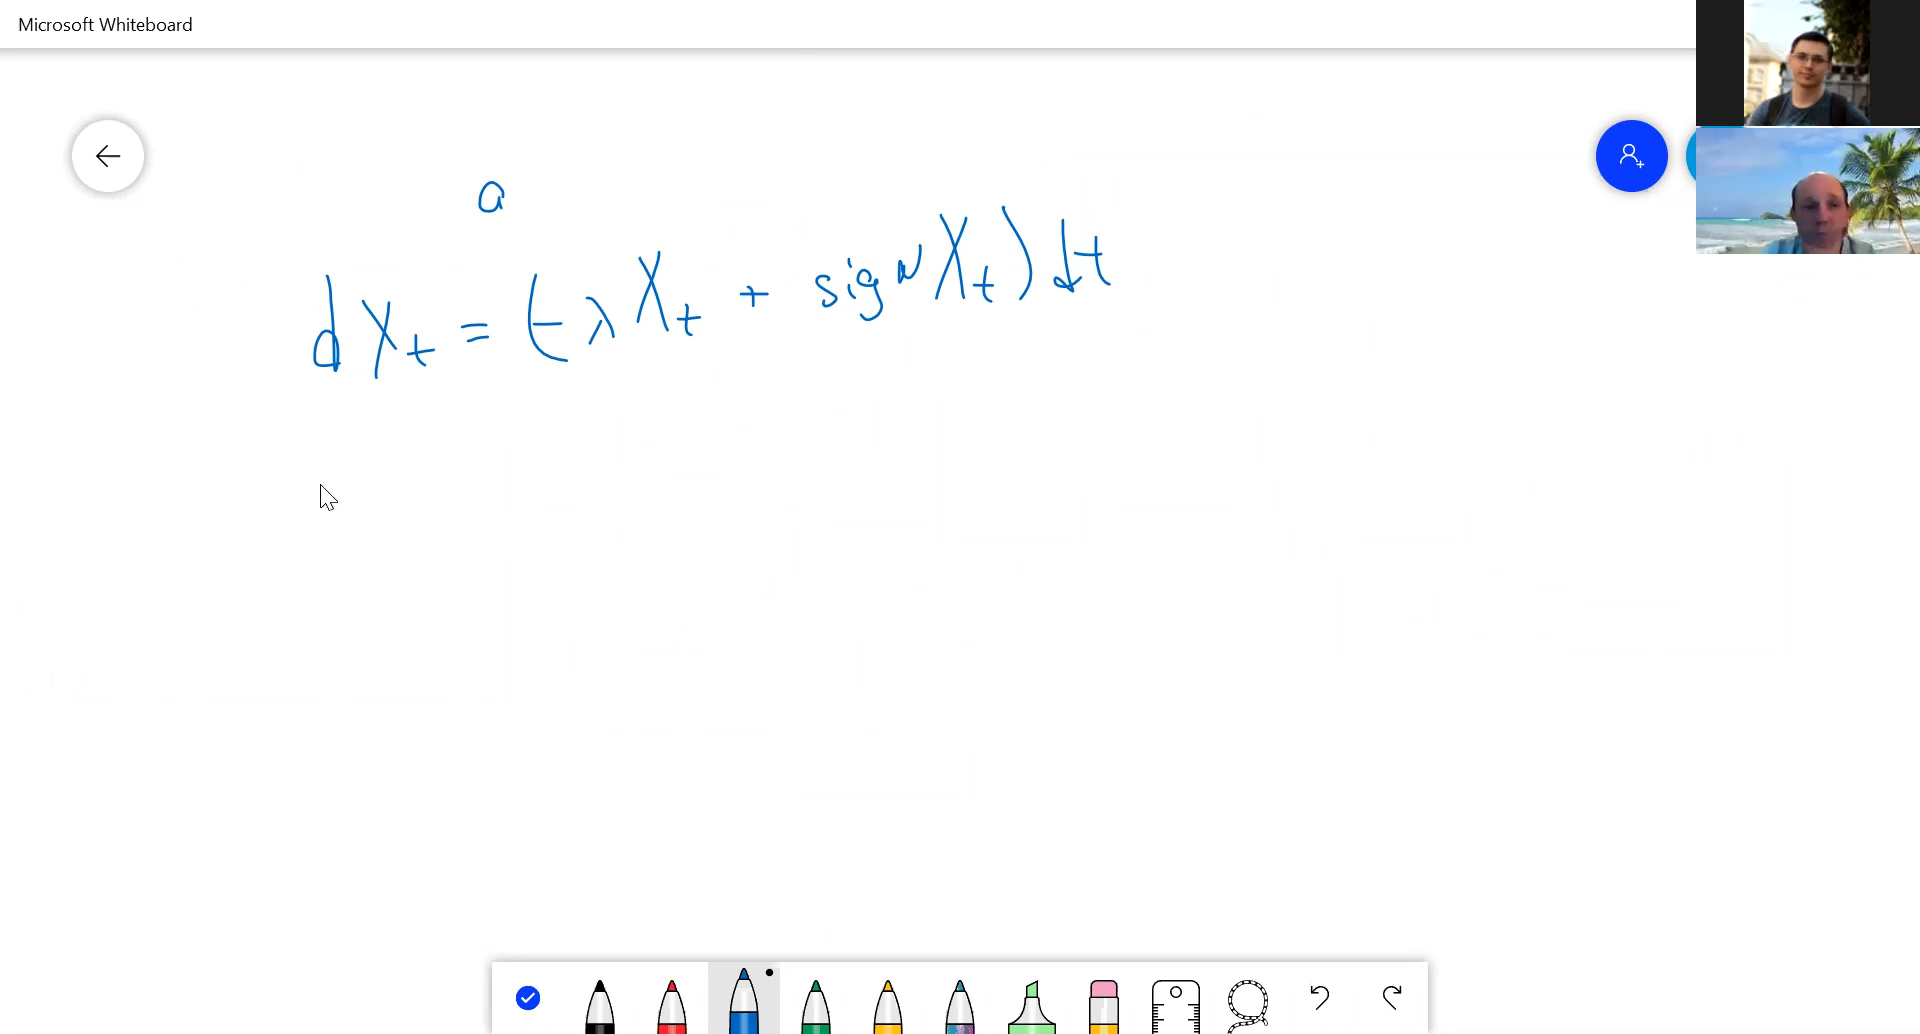 Microsoft Whiteboard
a
dX_t = (-λX_t + sign X_t) dt